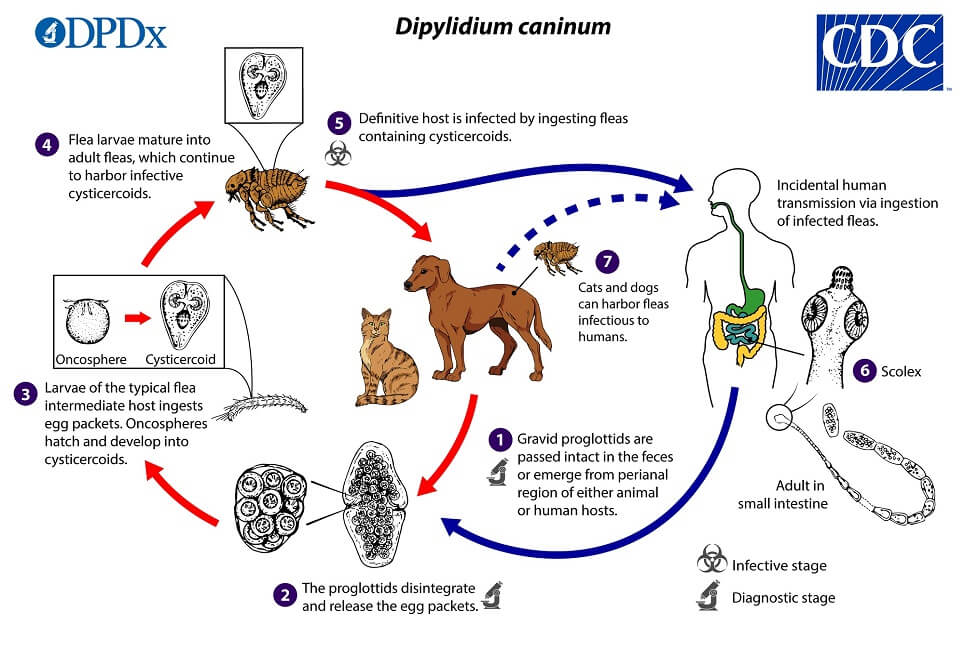 DPDx
Dipylidium caninum
CDC
TM
4
Flea larvae mature into
adult fleas, which continue
to harbor infective
cysticercoids.
5
Definitive host is infected by ingesting fleas
containing cysticercoids.
Incidental human
transmission via ingestion
of infected fleas.
7
Cats and dogs
can harbor fleas
infectious to
humans.
Oncosphere
Cysticercoid
3
Larvae of the typical flea
intermediate host ingests
egg packets. Oncospheres
hatch and develop into
cysticercoids.
6
Scolex
1
Gravid proglottids are
passed intact in the feces
or emerge from perianal
region of either animal
or human hosts.
Adult in
small intestine
2
The proglottids disintegrate
and release the egg packets.
Infective stage
Diagnostic stage